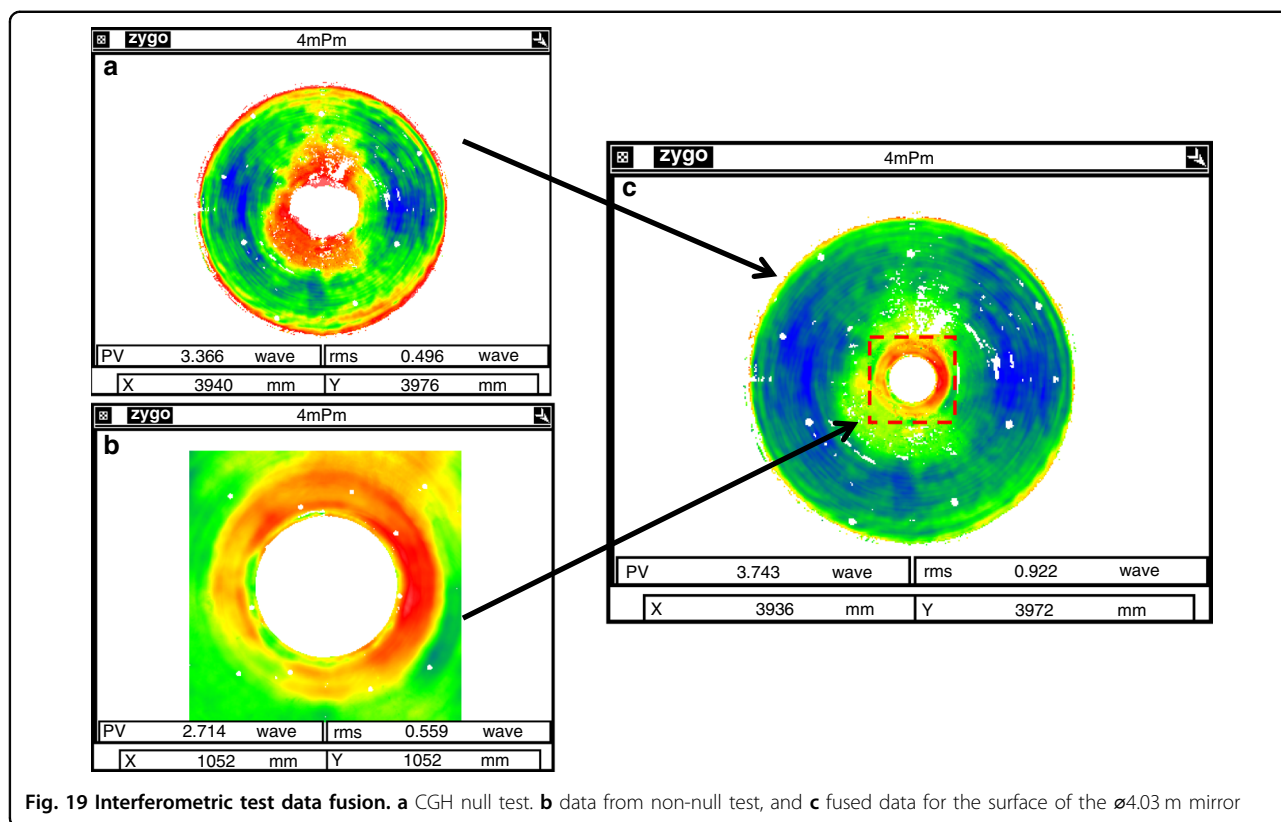 zygo 4mPm
a
PV 3.366 wave rms 0.496 wave
X 3940 mm Y 3976 mm
zygo 4mPm
b
PV 2.714 wave rms 0.559 wave
X 1052 mm Y 1052 mm
zygo 4mPm
c
PV 3.743 wave rms 0.922 wave
X 3936 mm Y 3972 mm
Fig. 19 Interferometric test data fusion. a CGH null test. b data from non-null test, and c fused data for the surface of the ø4.03 m mirror